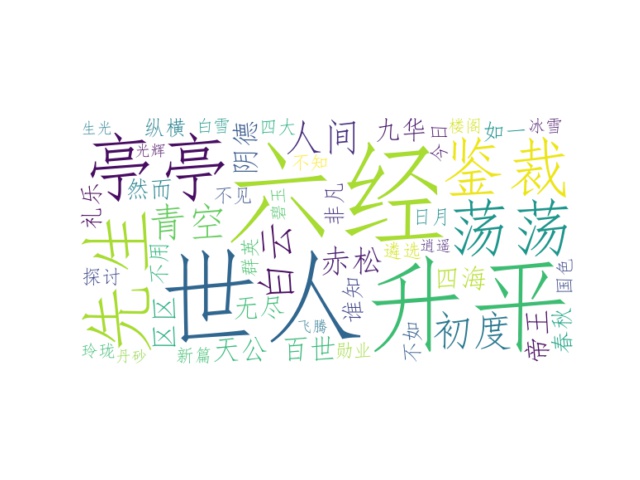 生光
纵横
白雪
阴德
四大
人间
九华
今日
楼阁
如一
冰雪
亭亭
光辉
六经
不知
鉴裁
礼乐
然而
不见
碧玉
非凡
日月
荡荡
先生
青空
白云
赤松
遴选
逍遥
探讨
不用
群英
世人
升平
四海
国色
区区
无尽
谁知
初度
帝王
春秋
飞腾
不如
玲珑
丹砂
新篇
天公
百世
勋业